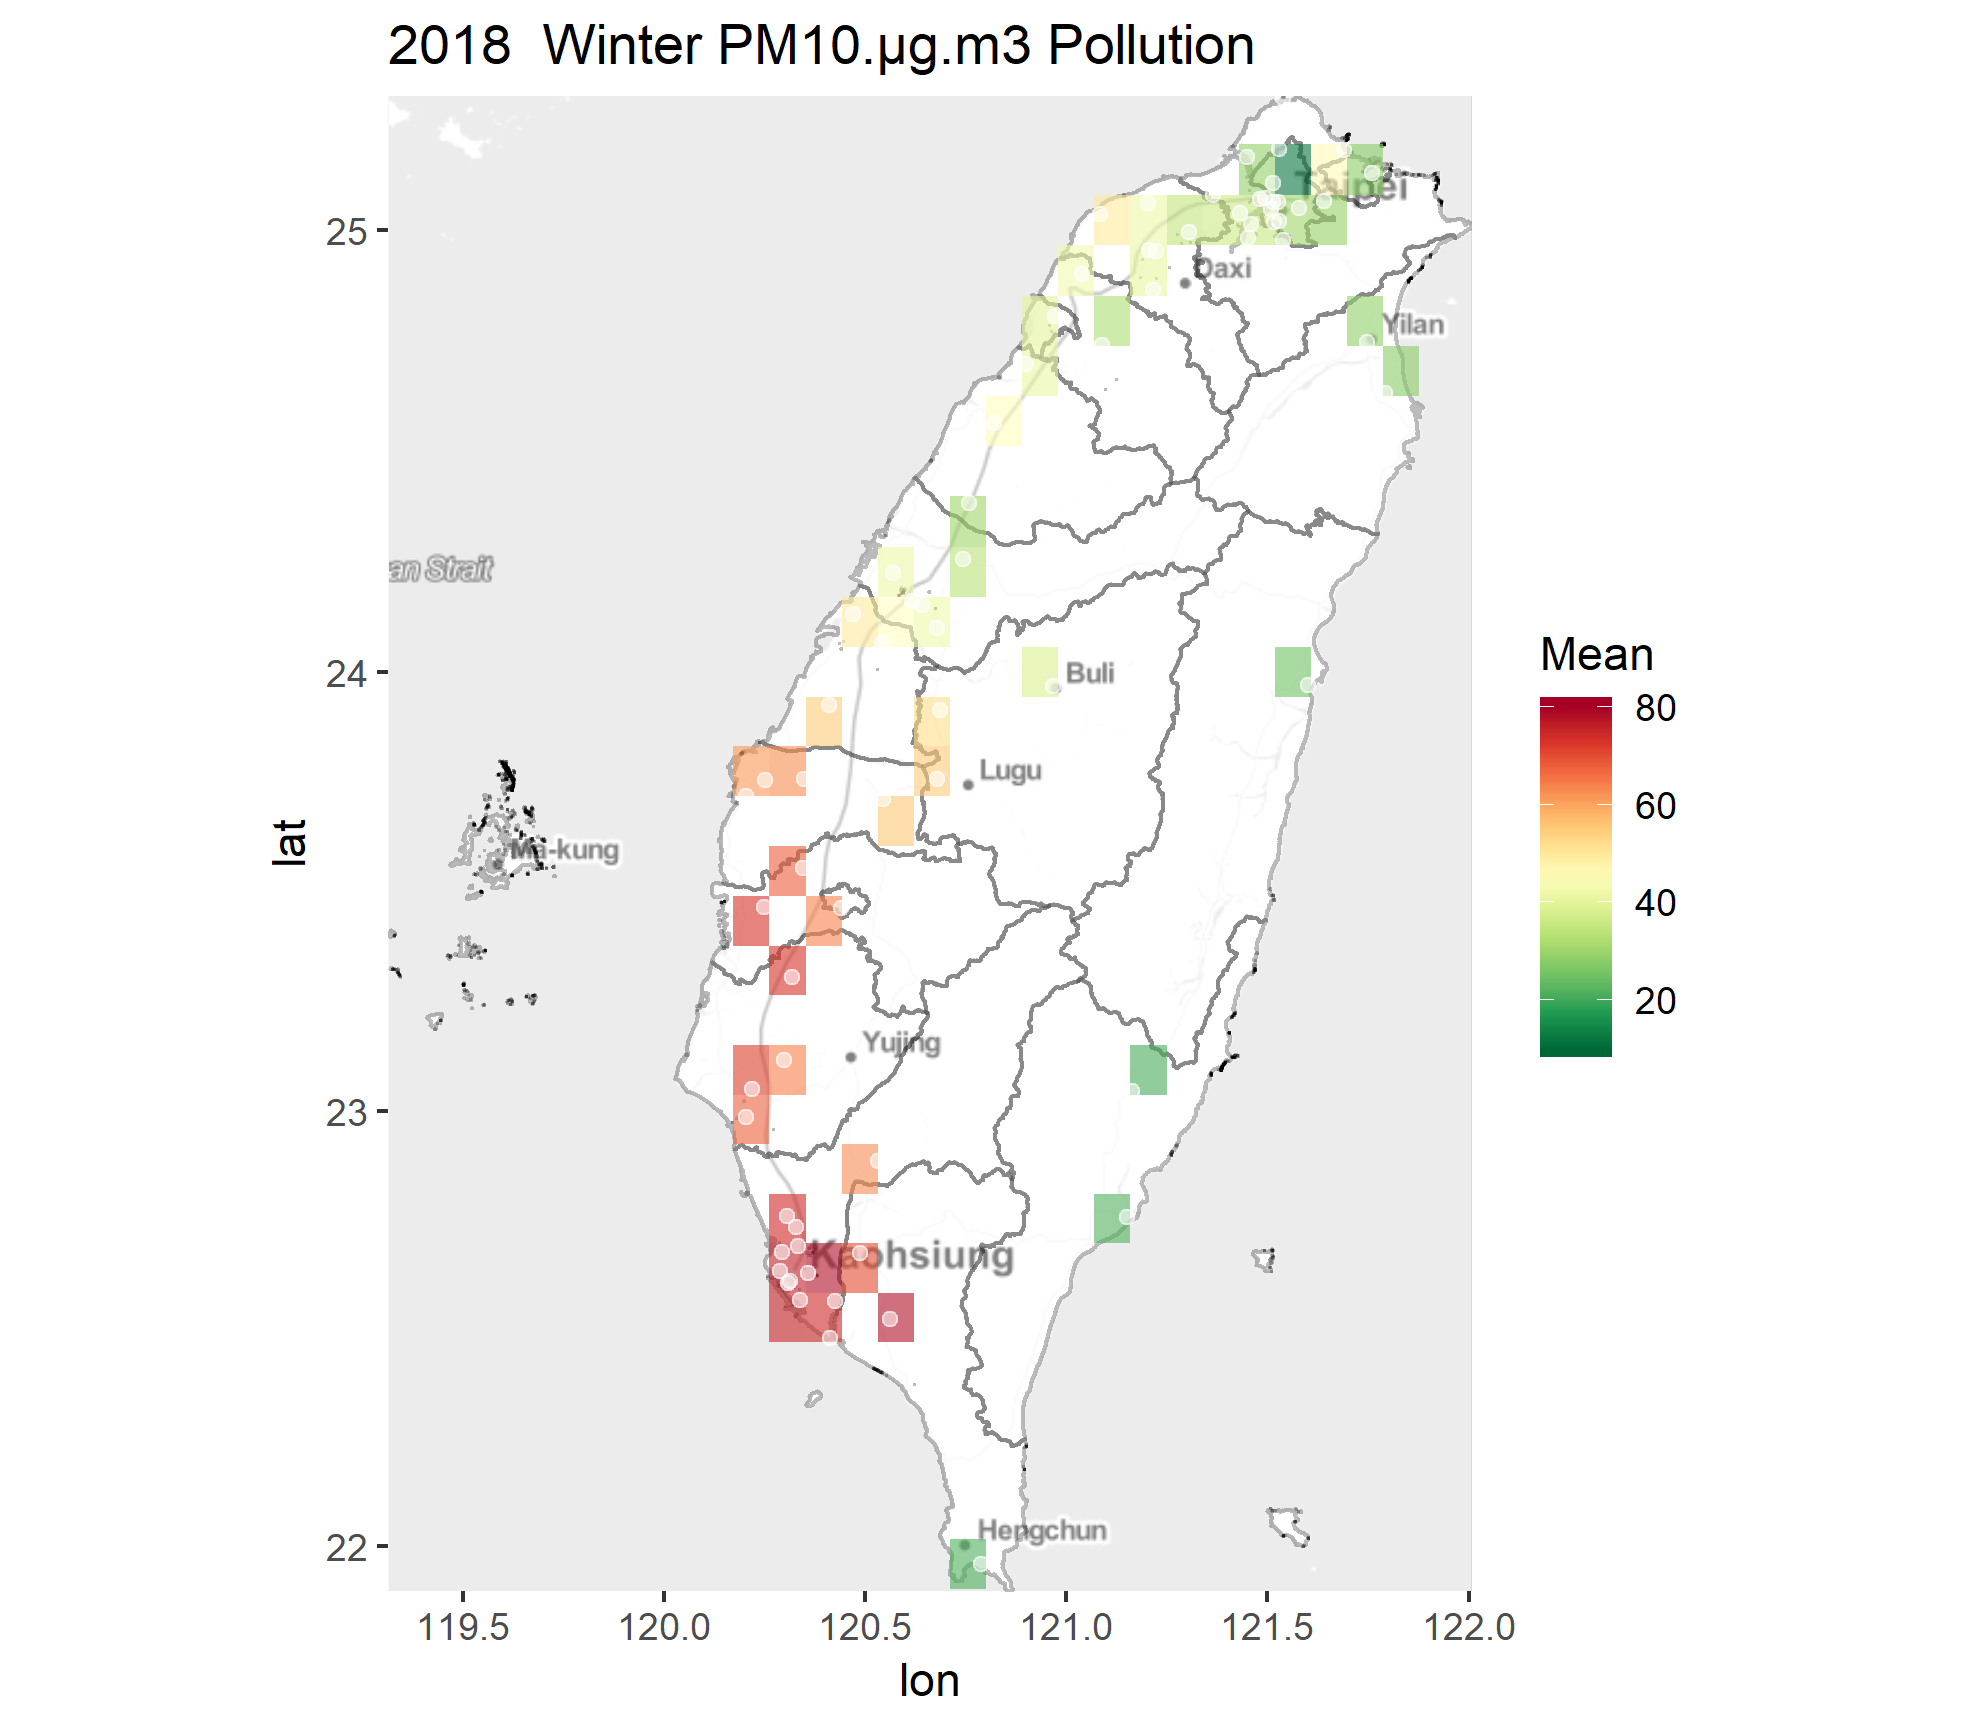 2018  Winter PM10.µg.m3 Pollution
Taipei
25
Daxi
Yilan
an Strait
Mean
24
Buli
80
Lugu
60
lat
Ma-kung
40
20
Yujing
23
Kaohsiung
Hengchun
22
119.5 120.0 120.5 121.0 121.5 122.0
lon